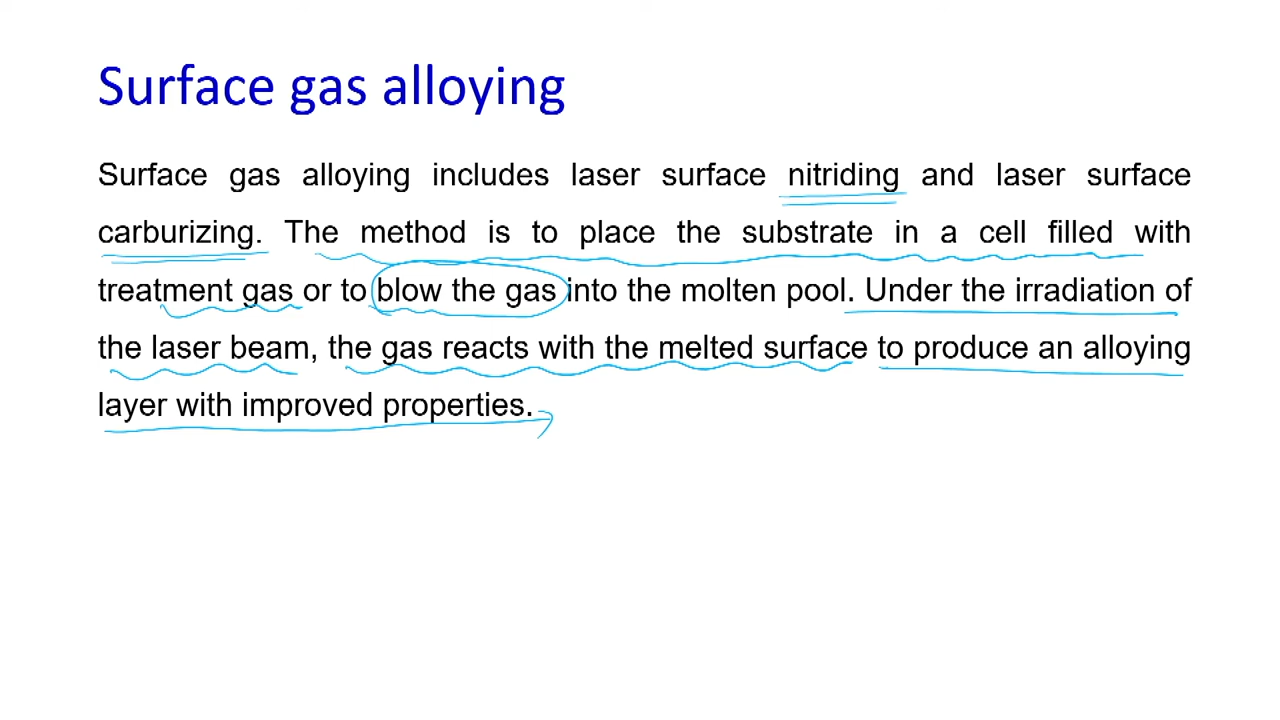 Surface gas alloying
Surface gas alloying includes laser surface nitriding and laser surface
carburizing. The method is to place the substrate in a cell filled with
treatment gas or to blow the gas into the molten pool. Under the irradiation of
the laser beam, the gas reacts with the melted surface to produce an alloying
layer with improved properties.